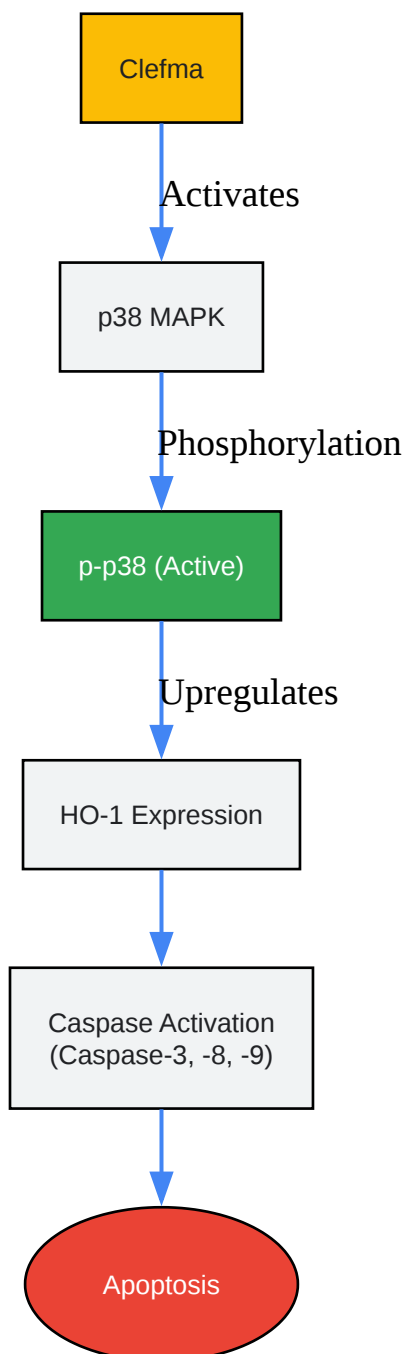 Clefma
Activates
p38 MAPK
Phosphorylation
p-p38 (Active)
Upregulates
HO-1 Expression
Caspase Activation
(Caspase-3, -8, -9)
Apoptosis